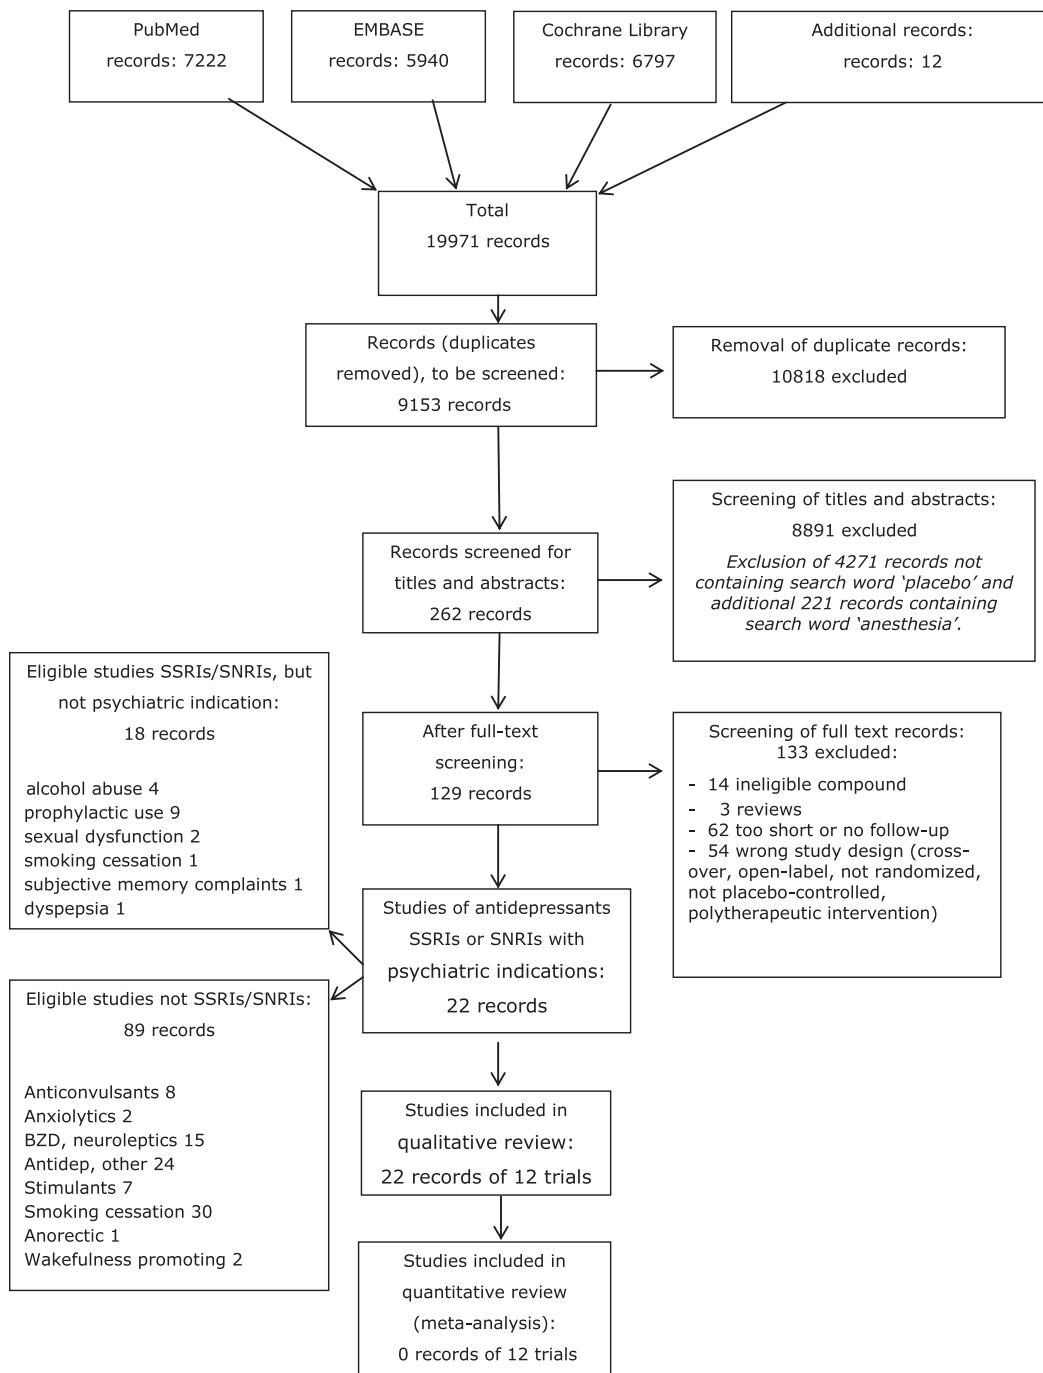 PubMed
records: 7222
EMBASE
records: 5940
Cochrane Library
records: 6797
Additional records:
records: 12
Total
19971 records
Records (duplicates
removed), to be screened:
9153 records
Removal of duplicate records:
10818 excluded
Screening of titles and abstracts:
8891 excluded
Exclusion of 4271 records not
containing search word ‘placebo’ and
additional 221 records containing
search word ‘anesthesia’.
Records screened for
titles and abstracts:
262 records
Eligible studies SSRIs/SNRIs, but
not psychiatric indication:
18 records
alcohol abuse 4
prophylactic use 9
sexual dysfunction 2
smoking cessation 1
subjective memory complaints 1
dyspepsia 1
After full-text
screening:
129 records
Screening of full text records:
133 excluded:
- 14 ineligible compound
- 3 reviews
- 62 too short or no follow-up
- 54 wrong study design (cross-
over, open-label, not randomized,
not placebo-controlled,
polytherapeutic intervention)
Studies of antidepressants
SSRIs or SNRIs with
psychiatric indications:
22 records
Eligible studies not SSRIs/SNRIs:
89 records
Anticonvulsants 8
Anxiolytics 2
BZD, neuroleptics 15
Antidep, other 24
Stimulants 7
Smoking cessation 30
Anorectic 1
Wakefulness promoting 2
Studies included in
qualitative review:
22 records of 12 trials
Studies included in
quantitative review
(meta-analysis):
0 records of 12 trials